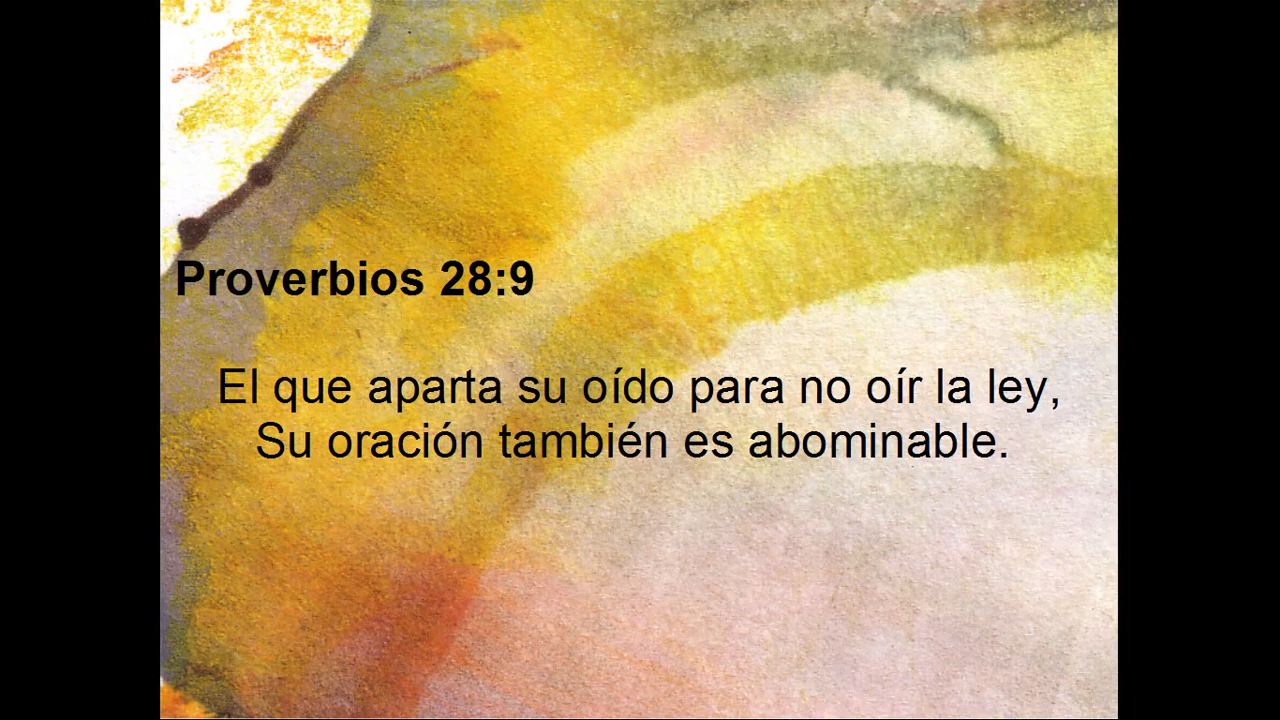 Proverbios 28:9
El que aparta su oído para no oír la ley,
Su oración también es abominable.